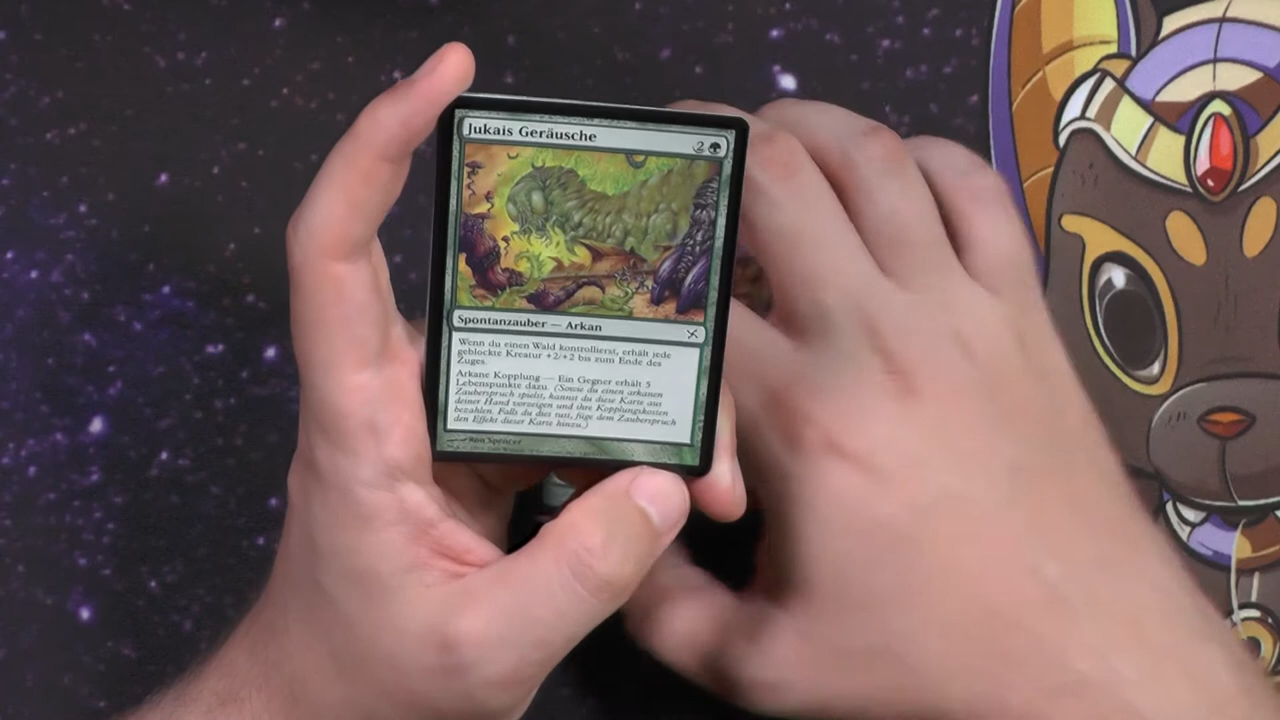 Jukais Geräusche
2
Spontanzauber — Arkan
Wenn du einen Wald kontrollierst, erhält jede
geblockte Kreatur +2/+2 bis zum Ende des
Zuges.
Arkane Kopplung — Ein Gegner erhält 5
Lebenspunkte dazu. (Sowie du einen arkanen
Zauberspruch spielst, kannst du diese Karte aus
deiner Hand vorzeigen und ihre Kopplungskosten
bezahlen. Falls du dies tust, füge dem Zauberspruch
den Effekt dieser Karte hinzu.)
Ron Spencer